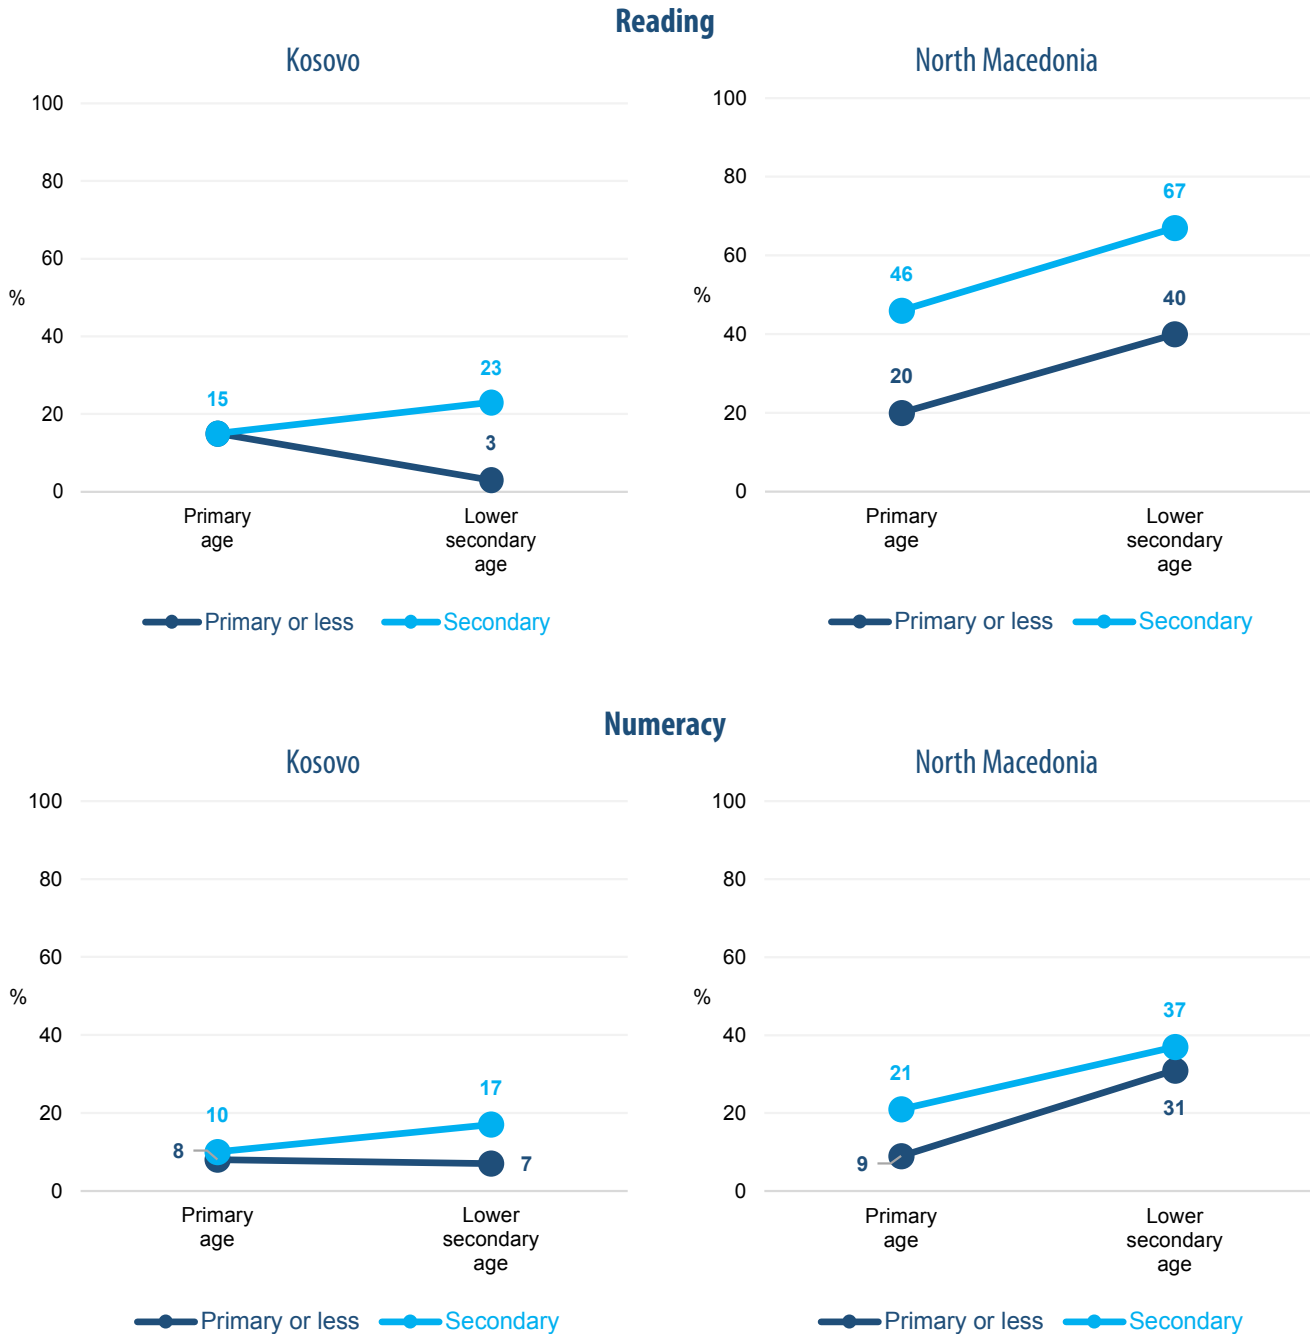 Reading
Kosovo
100
80
60
%
40
20
0
15
23
3
Primary
age
Lower
secondary
age
Primary or less
Secondary
North Macedonia
100
80
60
%
40
20
0
46
67
20
40
Primary
age
Lower
secondary
age
Primary or less
Secondary
Numeracy
Kosovo
100
80
60
%
40
20
0
10
17
8
7
Primary
age
Lower
secondary
age
Primary or less
Secondary
North Macedonia
100
80
60
%
40
20
0
21
37
9
31
Primary
age
Lower
secondary
age
Primary or less
Secondary